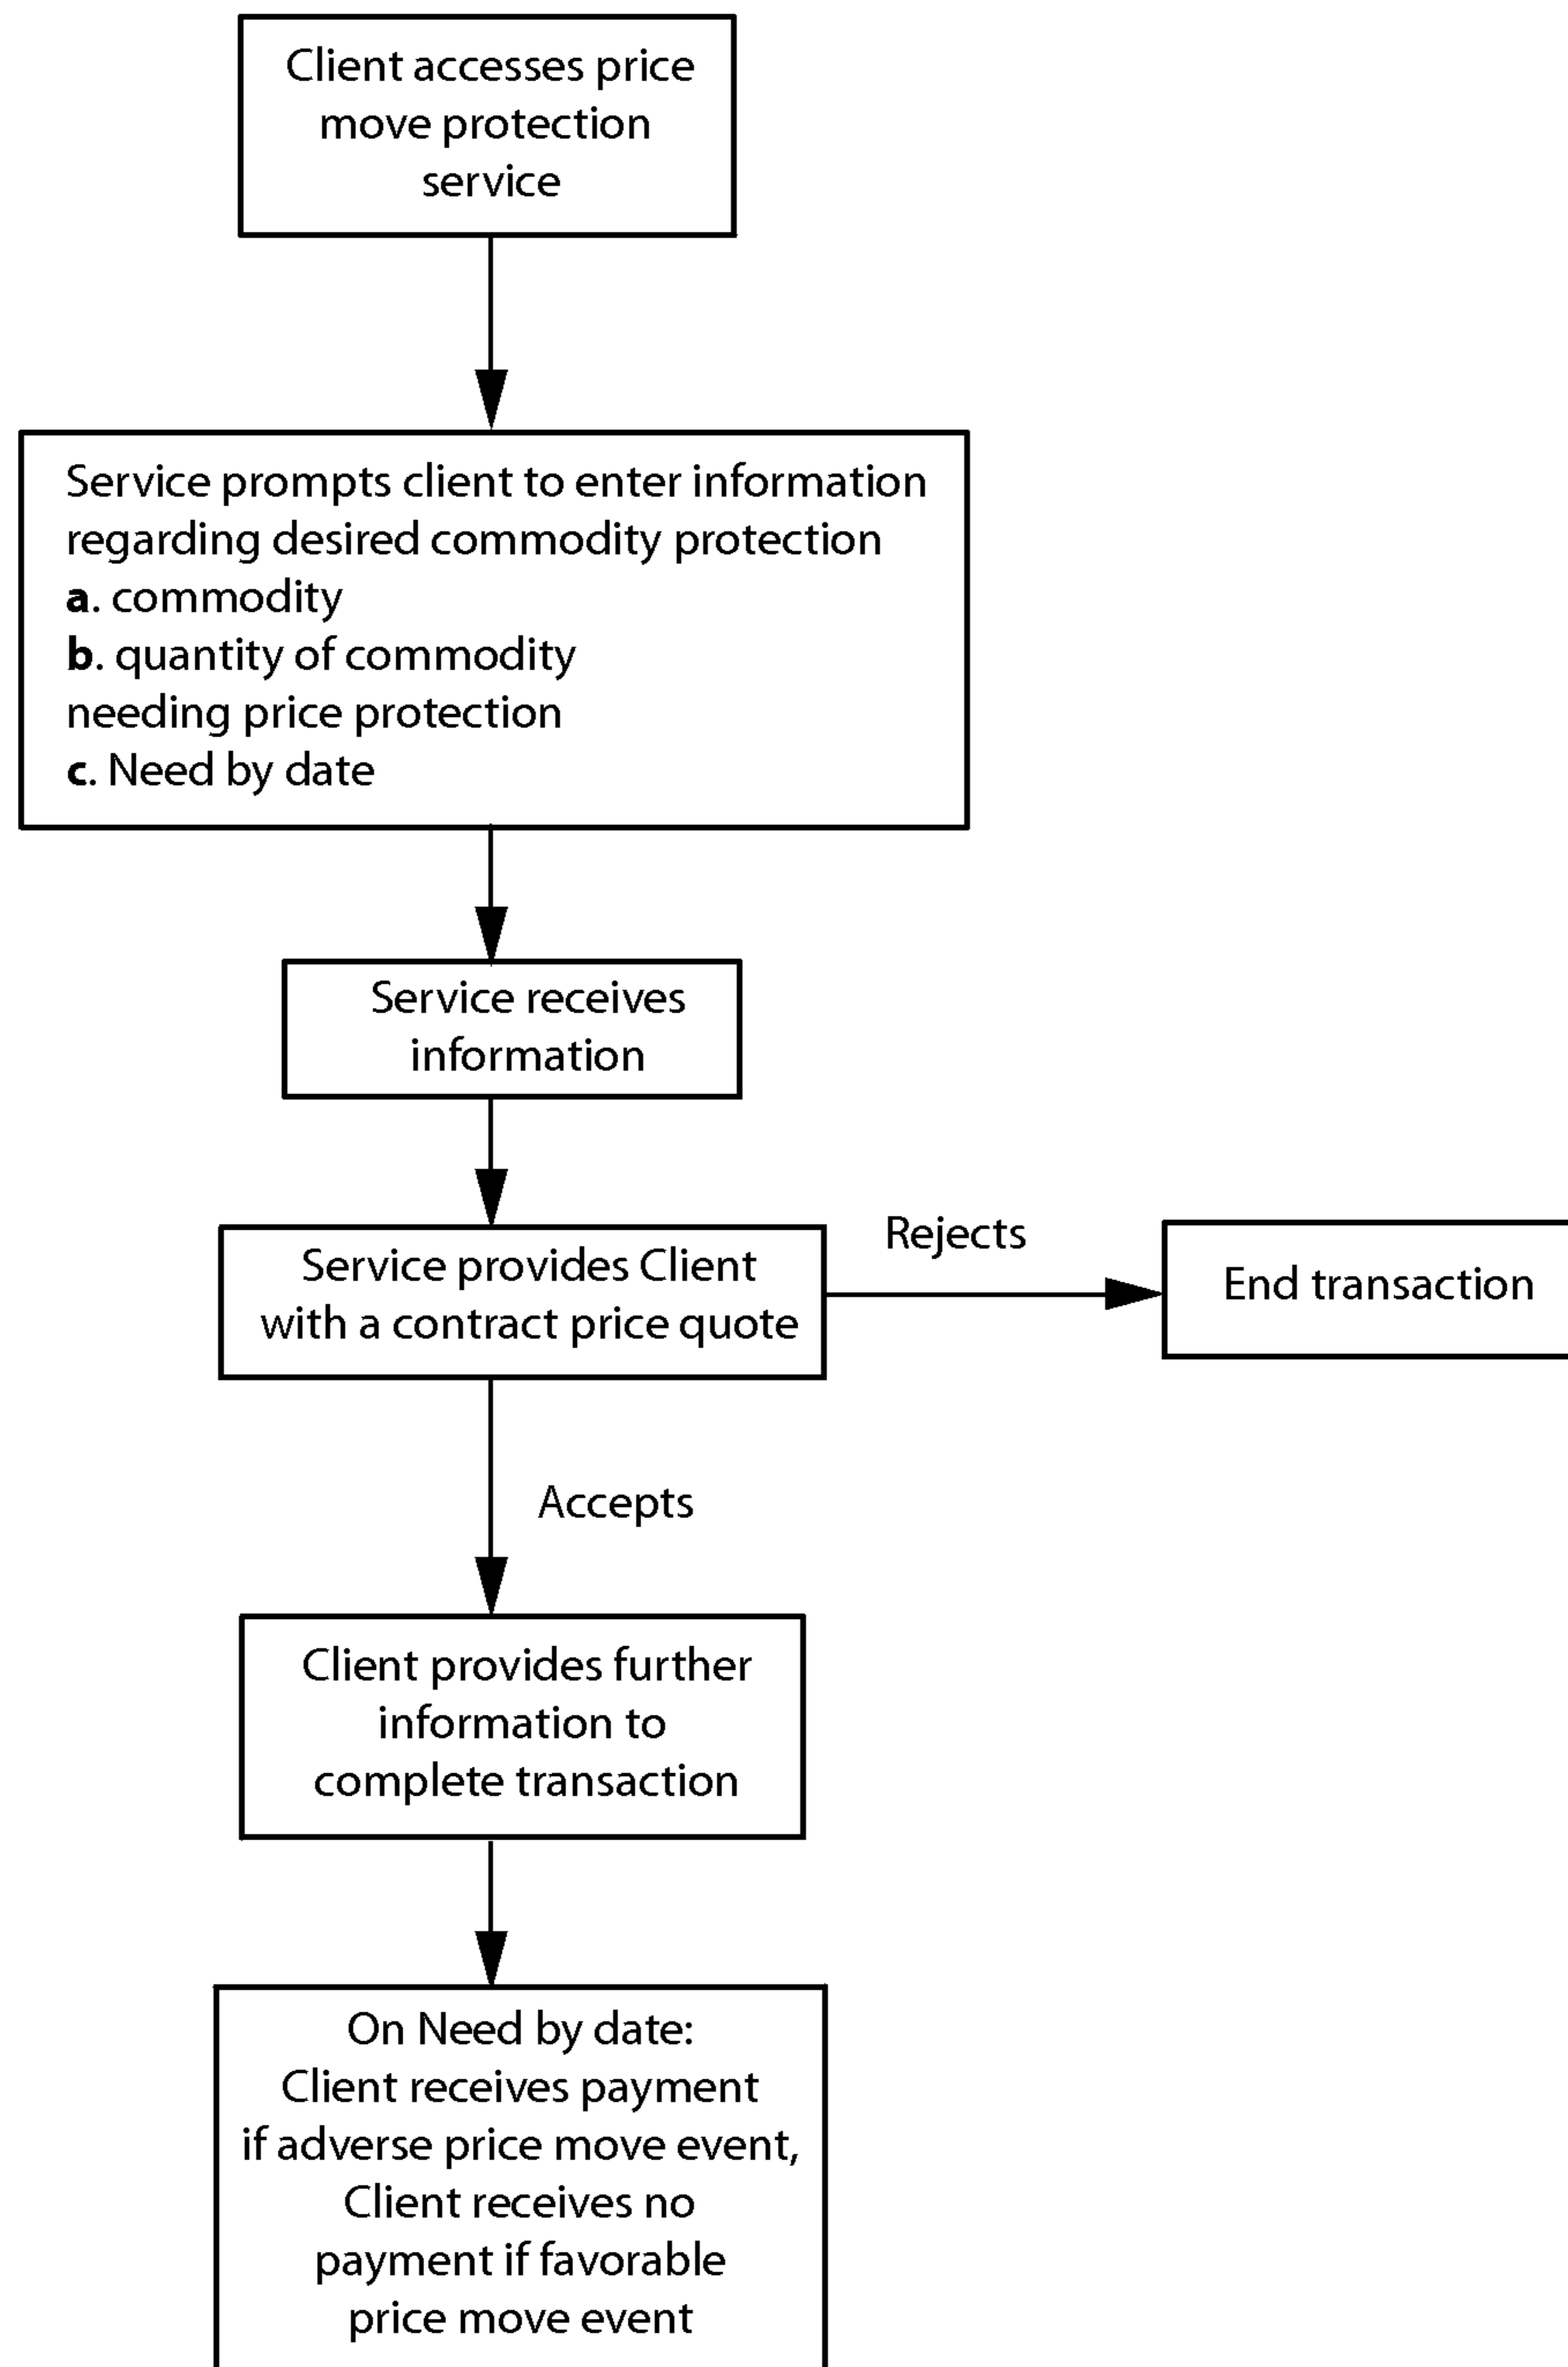 Client accesses price
move protection
service
Service prompts client to enter information
regarding desired commodity protection
a. commodity
b. quantity of commodity
needing price protection
c. Need by date
Service receives
information
Service provides Client
with a contract price quote
Rejects
End transaction
Accepts
Client provides further
information to
complete transaction
On Need by date:
Client receives payment
if adverse price move event,
Client receives no
payment if favorable
price move event